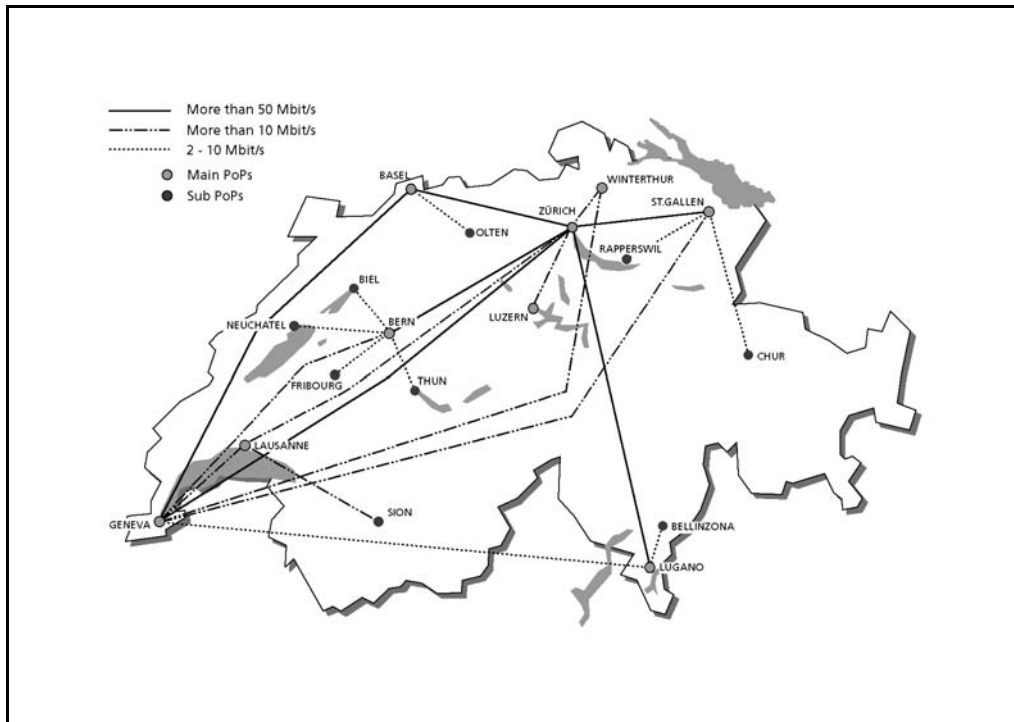 More than 50 Mbit/s
More than 10 Mbit/s
2 - 10 Mbit/s
Main PoPs
Sub PoPs
BASEL
WINTERTHUR
ZÜRICH
ST.GALLEN
OLTEN
RAPPERSWIL
BIEL
LUZERN
NEUCHATEL
BERN
CHUR
FRIBOURG
THUN
LAUSANNE
GENEVA
SION
BELLINZONA
LUGANO